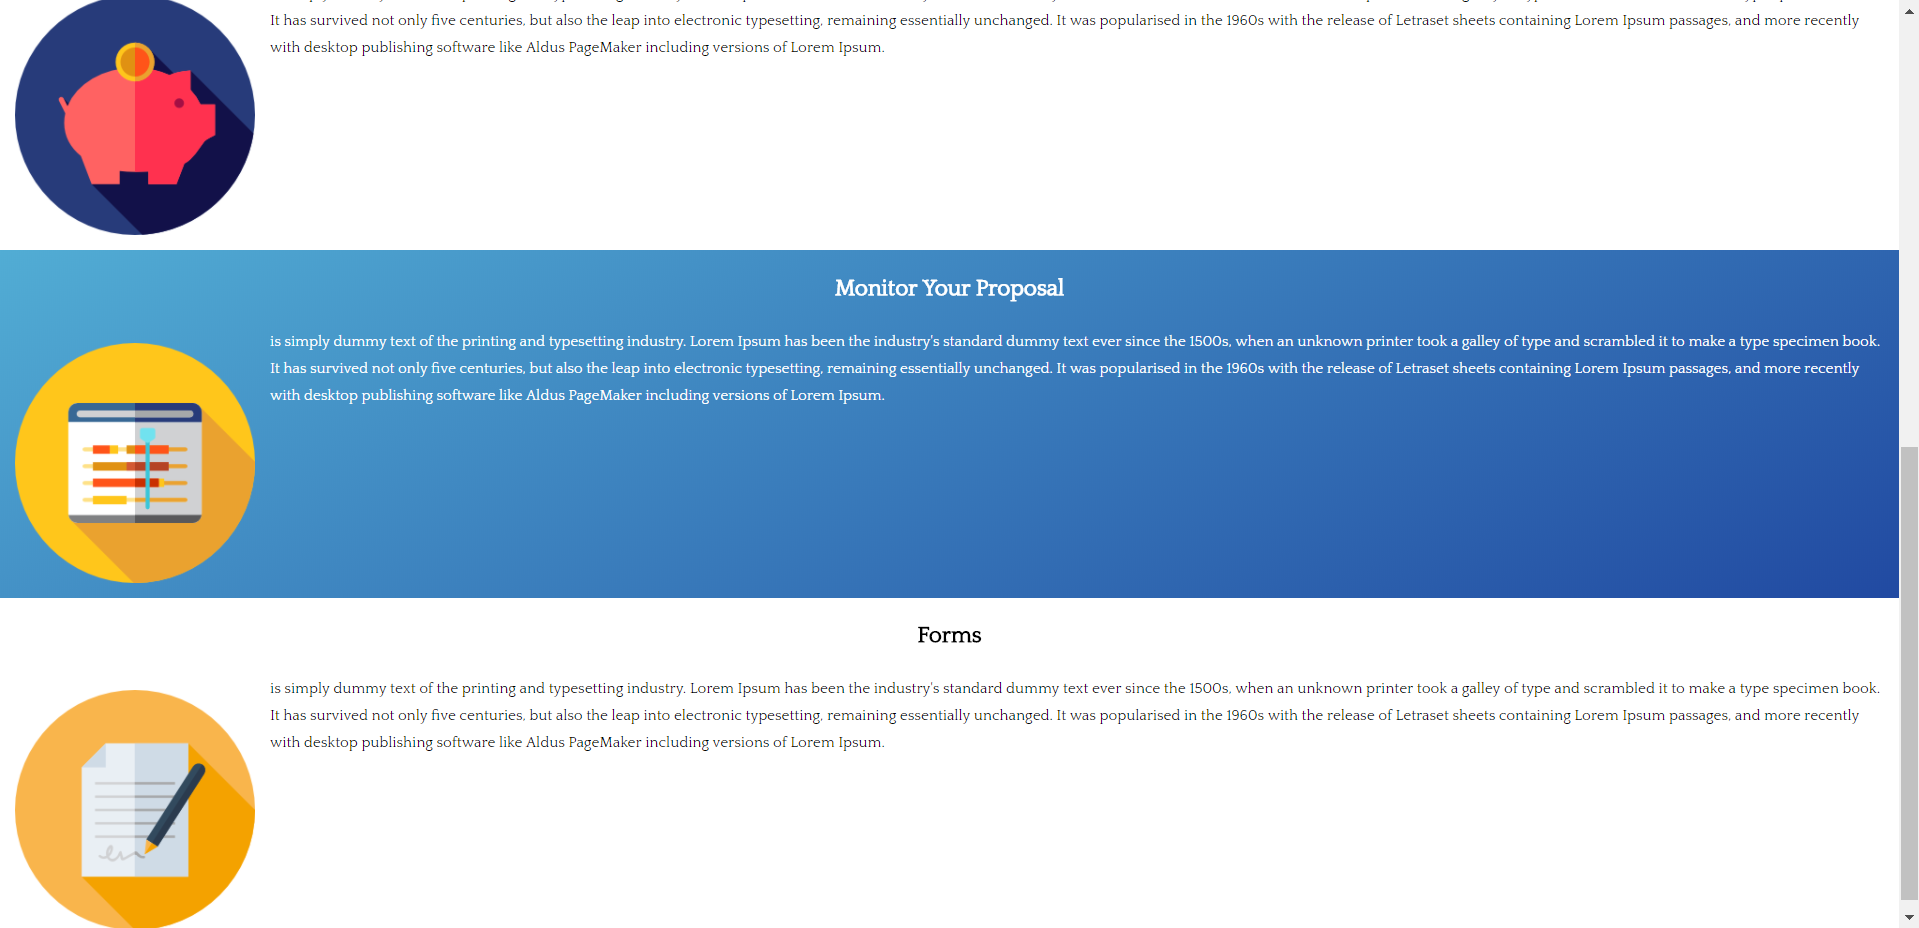 It has survived not only five centuries, but also the leap into electronic typesetting, remaining essentially unchanged. It was popularised in the 1960s with the release of Letraset sheets containing Lorem Ipsum passages, and more recently
with desktop publishing software like Aldus PageMaker including versions of Lorem Ipsum.
Monitor Your Proposal
is simply dummy text of the printing and typesetting industry. Lorem Ipsum has been the industry's standard dummy text ever since the 1500s, when an unknown printer took a galley of type and scrambled it to make a type specimen book.
It has survived not only five centuries, but also the leap into electronic typesetting, remaining essentially unchanged. It was popularised in the 1960s with the release of Letraset sheets containing Lorem Ipsum passages, and more recently
with desktop publishing software like Aldus PageMaker including versions of Lorem Ipsum.
Forms
is simply dummy text of the printing and typesetting industry. Lorem Ipsum has been the industry's standard dummy text ever since the 1500s, when an unknown printer took a galley of type and scrambled it to make a type specimen book.
It has survived not only five centuries, but also the leap into electronic typesetting, remaining essentially unchanged. It was popularised in the 1960s with the release of Letraset sheets containing Lorem Ipsum passages, and more recently
with desktop publishing software like Aldus PageMaker including versions of Lorem Ipsum.